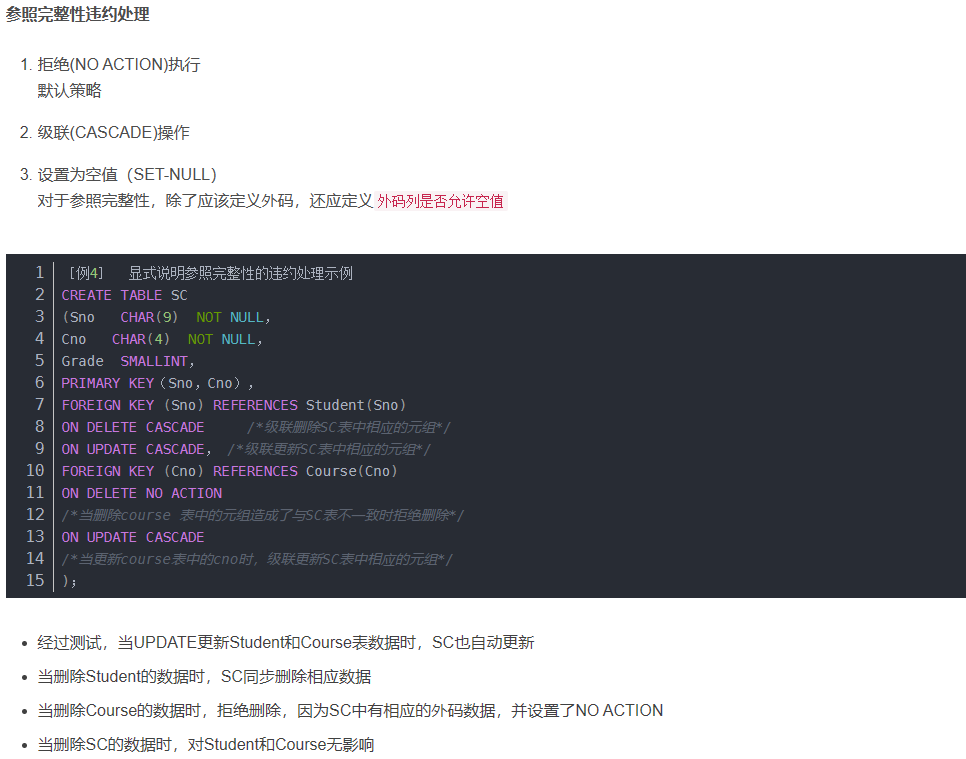 参照完整性违约处理
1. 拒绝(NO ACTION)执行
默认策略
2. 级联(CASCADE)操作
3. 设置为空值（SET-NULL）
对于参照完整性，除了应该定义外码，还应定义 外码列是否允许空值
1 ［例4］ 显式说明参照完整性的违约处理示例
2 CREATE TABLE SC
3 (Sno CHAR(9) NOT NULL，
4 Cno CHAR(4) NOT NULL，
5 Grade SMALLINT，
6 PRIMARY KEY（Sno，Cno），
7 FOREIGN KEY (Sno) REFERENCES Student(Sno)
8 ON DELETE CASCADE /*级联删除SC表中相应的元组*/
9 ON UPDATE CASCADE， /*级联更新SC表中相应的元组*/
10 FOREIGN KEY (Cno) REFERENCES Course(Cno)
11 ON DELETE NO ACTION
12 /*当删除course 表中的元组造成了与SC表不一致时拒绝删除*/
13 ON UPDATE CASCADE
14 /*当更新course表中的cno时，级联更新SC表中相应的元组*/
15 )；
• 经过测试，当UPDATE更新Student和Course表数据时，SC也自动更新
• 当删除Student的数据时，SC同步删除相应数据
• 当删除Course的数据时，拒绝删除，因为SC中有相应的外码数据，并设置了NO ACTION
• 当删除SC的数据时，对Student和Course无影响